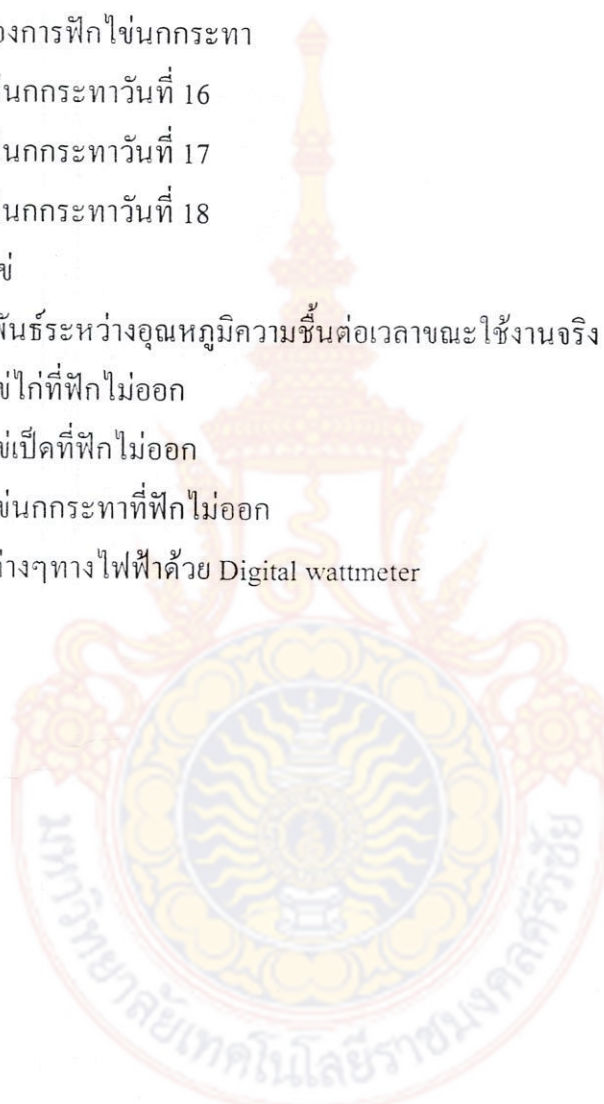 องการฟักไข่นกกระทา
นกกระทาวันที่ 16
นกกระทาวันที่ 17
นกกระทาวันที่ 18
ข่
พันธ์ระหว่างอุณหภูมิความชื้นต่อเวลาขณะใช้งานจริง
ข่ไก่ที่ฟักไม่ออก
ข่เป็ดที่ฟักไม่ออก
ข่นกกระทาที่ฟักไม่ออก
ต่างๆทางไฟฟ้าด้วย Digital wattmeter
มหาวิทยาลัยเทคโนโลยีราชมงคลศรีวิชัย